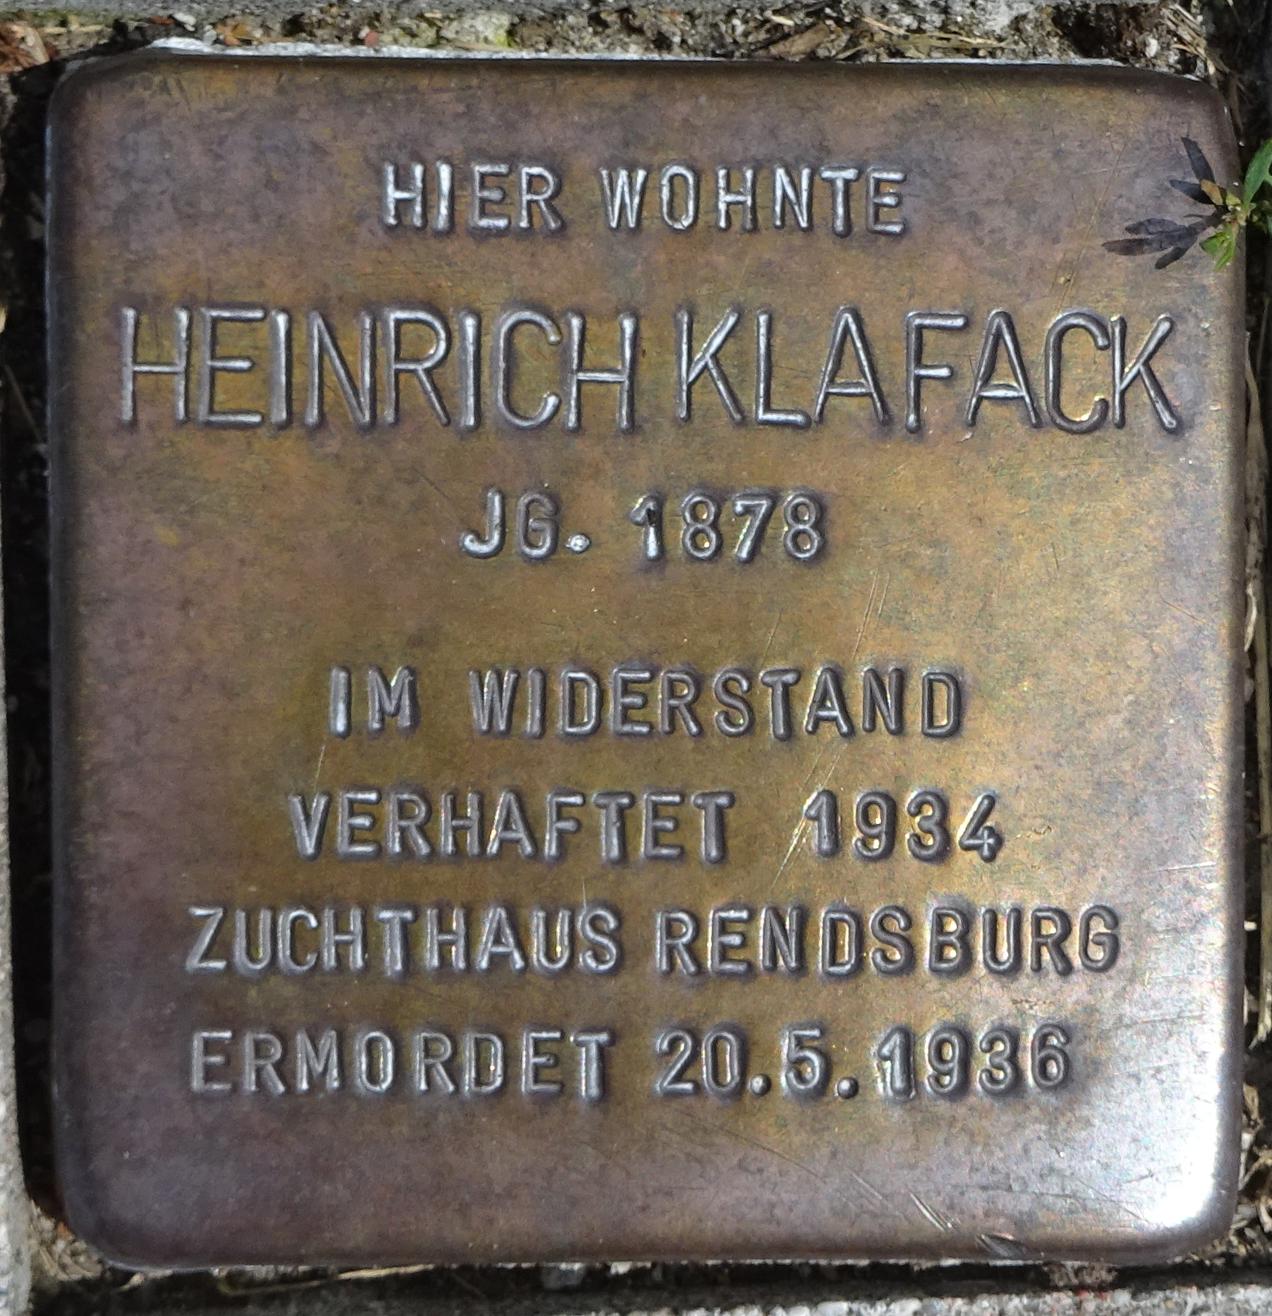 HIER WOHNTE
HEINRICH KLAFACK
JG. 1878
IM WIDERSTAND
VERHAFTET 1934
ZUCHTHAUS RENDSBURG
ERMORDET 20.5.1936